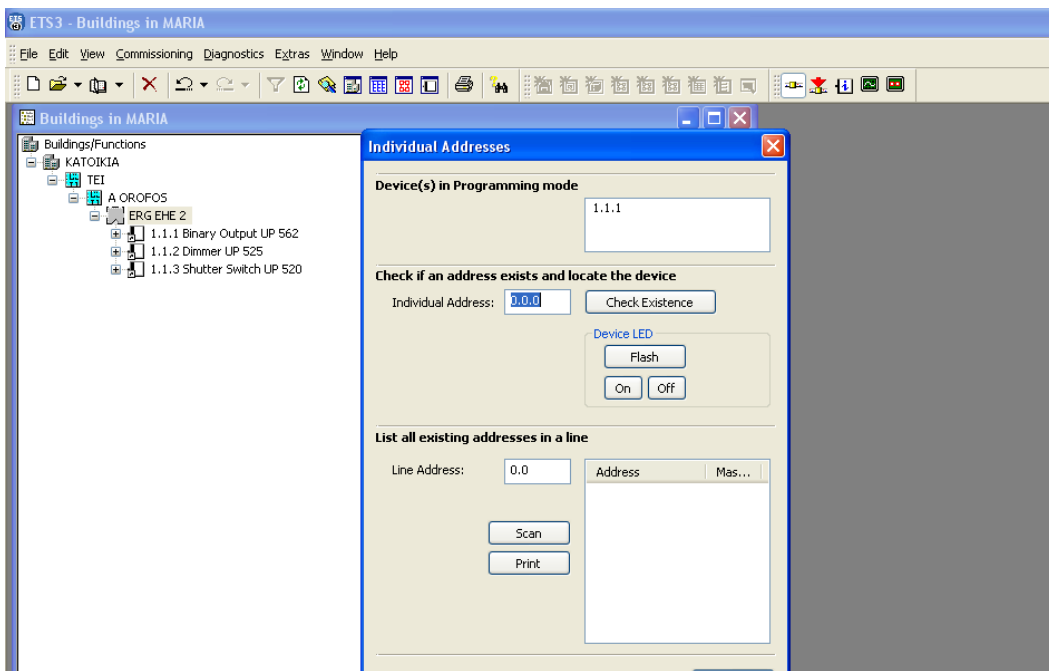 ETS3 - Buildings in MARIA
File Edit View Commissioning Diagnostics Extras Window Help
Buildings in MARIA
Buildings/Functions
ΚΑΤΟΙΚΙΑ
ΤΕΙ
Α ΟΡΟΦΟΣ
ERG EHE 2
1.1.1 Binary Output UP 562
1.1.2 Dimmer UP 525
1.1.3 Shutter Switch UP 520
Individual Addresses
Device(s) in Programming mode
1.1.1
Check if an address exists and locate the device
Individual Address: 0.0.0 Check Existence
Device LED
Flash
On Off
List all existing addresses in a line
Line Address: 0.0 Address Mas...
Scan
Print